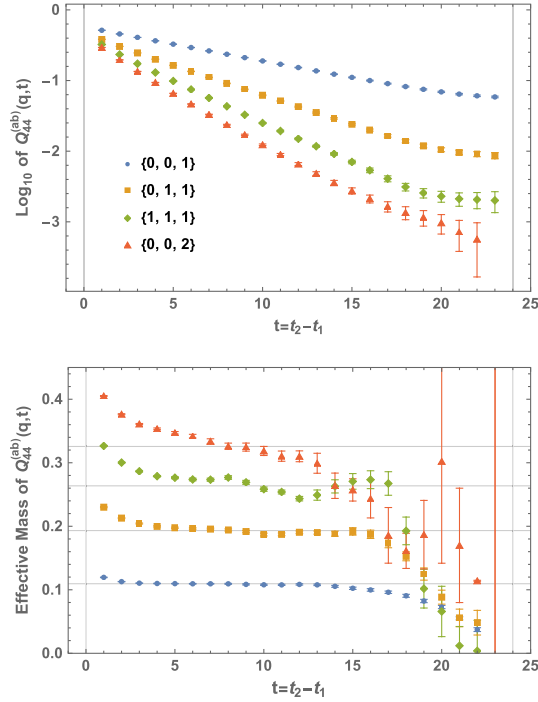 Log₁₀ of Q₄₄⁽ᵃᵇ⁾(q,t)
0
−1
−2
−3
{0, 0, 1}
{0, 1, 1}
{1, 1, 1}
{0, 0, 2}
0 5 10 15 20 25
t=t₂−t₁
Effective Mass of Q₄₄⁽ᵃᵇ⁾(q,t)
0.4
0.3
0.2
0.1
0.0
0 5 10 15 20 25
t=t₂−t₁